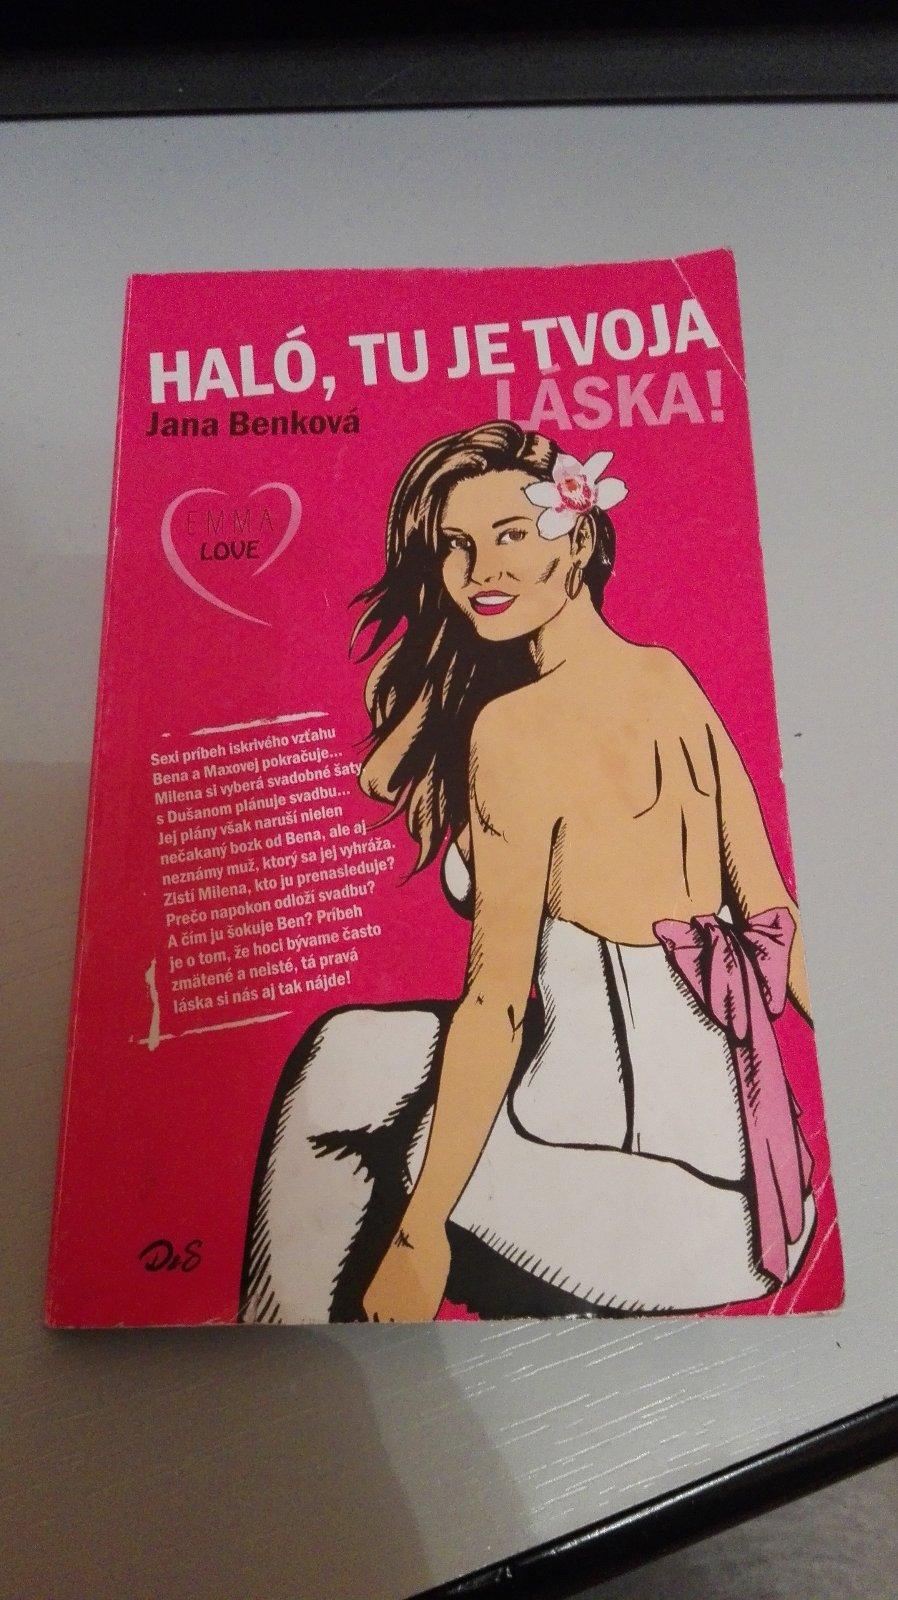 HALÓ, TU JE TVOJA
LÁSKA!
Jana Benková
EMMA
LOVE
Sexi príbeh iskrivého vzťahu
Bena a Maxovej pokračuje...
Milena si vyberá svadobné šaty,
s Dušanom plánuje svadbu...
Jej plány však naruší nielen
nečakaný bozk od Bena, ale aj
neznámy muž, ktorý sa jej vyhráža.
Zistí Milena, kto ju prenasleduje?
Prečo napokon odloží svadbu?
A čím ju šokuje Ben? Príbeh
je o tom, že hoci bývame často
zmätené a neisté, tá pravá
láska si nás aj tak nájde!
D&S